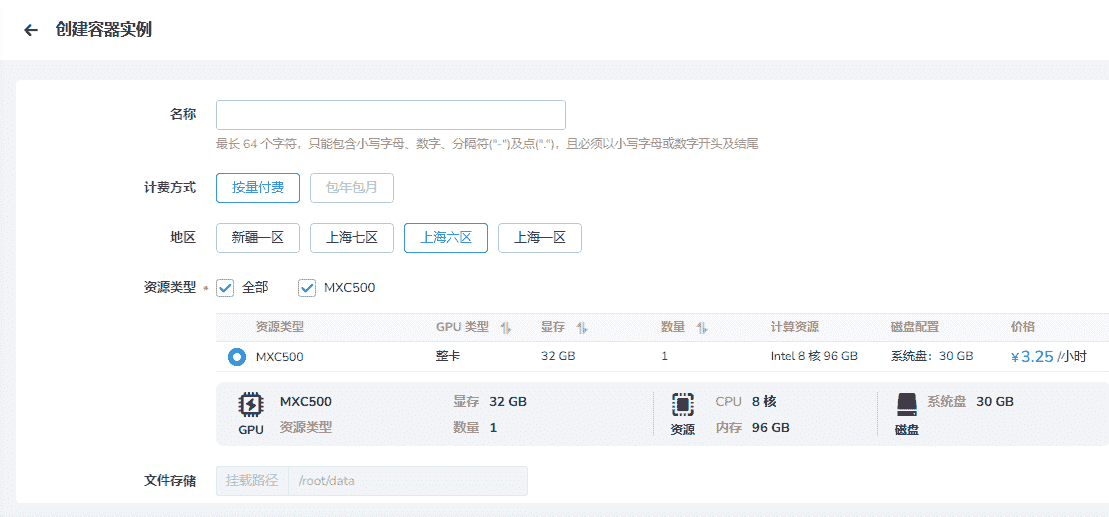 创建容器实例
名称
最长 64 个字符，只能包含小写字母、数字、分隔符("-")及点(".")，且必须以小写字母或数字开头及结尾
计费方式 按量付费 包年包月
地区 新疆一区 上海七区 上海六区 上海一区
资源类型 * 全部 MXC500
资源类型 GPU 类型 显存 数量 计算资源 磁盘配置 价格
MXC500 整卡 32 GB 1 Intel 8 核 96 GB 系统盘：30 GB ¥3.25 /小时
MXC500 显存 32 GB CPU 8 核 系统盘 30 GB
GPU 资源类型 数量 1 资源 内存 96 GB 磁盘
文件存储 挂载路径 /root/data